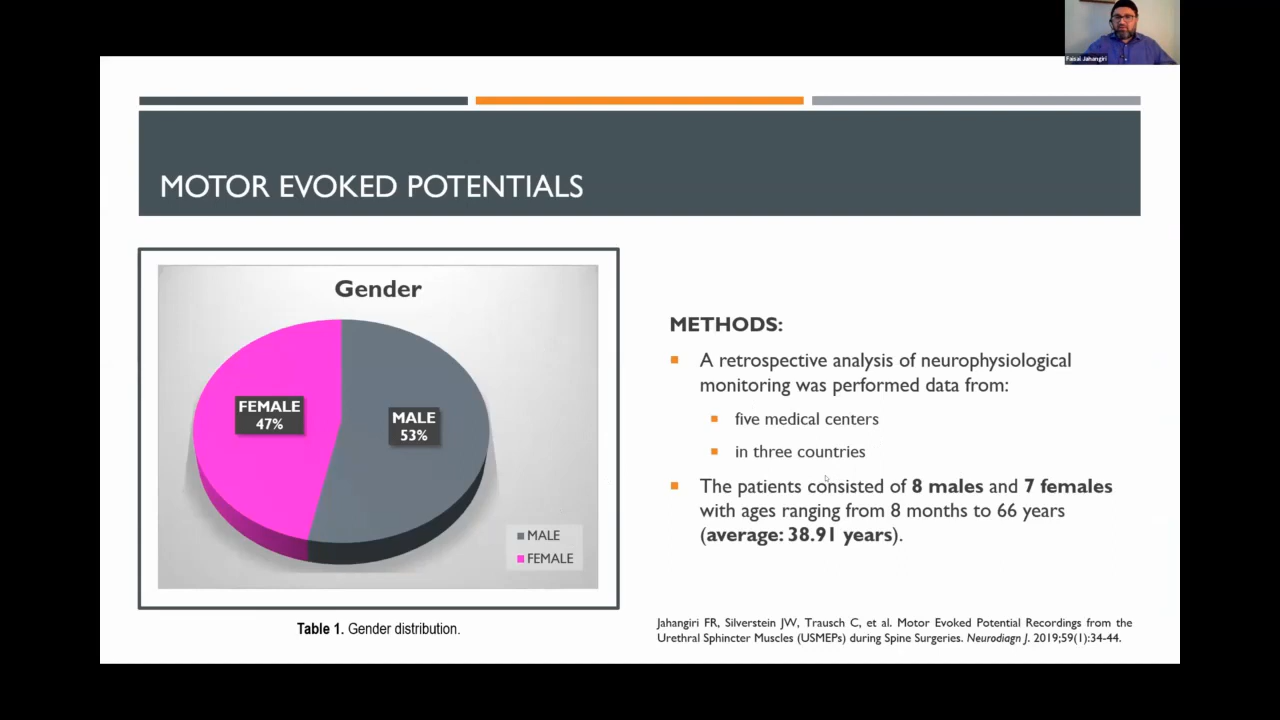 Faisal Jahangiri
MOTOR EVOKED POTENTIALS
Gender
FEMALE
47%
MALE
53%
MALE
FEMALE
Table 1. Gender distribution.
METHODS:
A retrospective analysis of neurophysiological
monitoring was performed data from:
five medical centers
in three countries
The patients consisted of 8 males and 7 females
with ages ranging from 8 months to 66 years
(average: 38.91 years).
Jahangiri FR, Silverstein JW, Trausch C, et al. Motor Evoked Potential Recordings from the
Urethral Sphincter Muscles (USMEPs) during Spine Surgeries. Neurodiagn J. 2019;59(1):34-44.